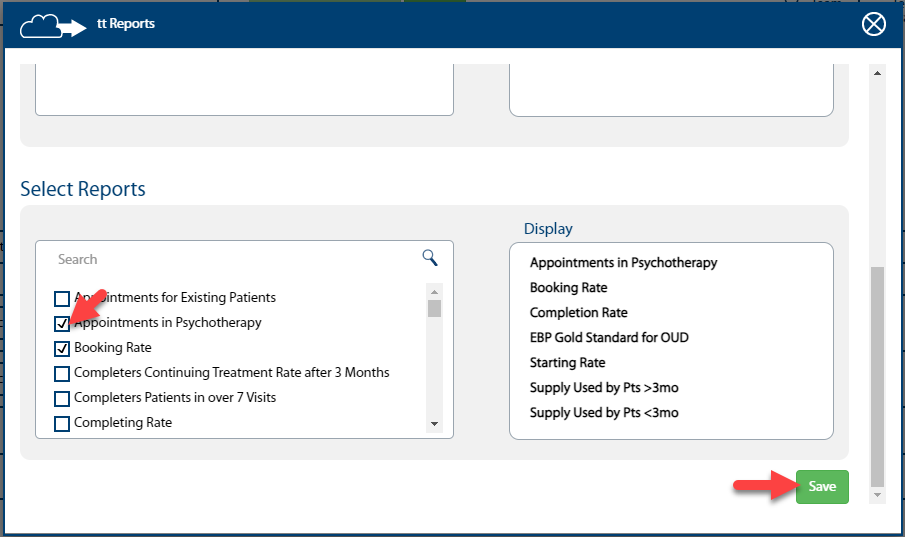 tt Reports
Select Reports
Search
Appointments for Existing Patients
Appointments in Psychotherapy
Booking Rate
Completers Continuing Treatment Rate after 3 Months
Completers Patients in over 7 Visits
Completing Rate
Display
Appointments in Psychotherapy
Booking Rate
Completion Rate
EBP Gold Standard for OUD
Starting Rate
Supply Used by Pts >3mo
Supply Used by Pts <3mo
Save